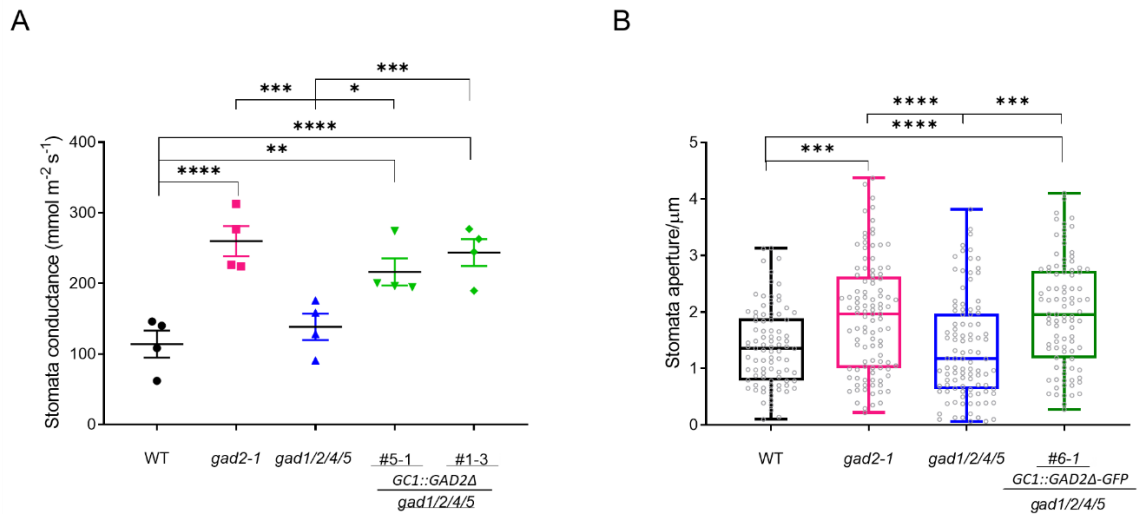 A
*** 
*** *
****
**
****
Stomata conductance (mmol m⁻² s⁻¹)
400
300
200
100
0
WT gad2-1 gad1/2/4/5 #5-1 #1-3
GC1::GAD2Δ
gad1/2/4/5
B
**** ***
****
***
Stomata aperture/μm
5
4
3
2
1
0
WT gad2-1 gad1/2/4/5 #6-1
GC1::GAD2Δ-GFP
gad1/2/4/5